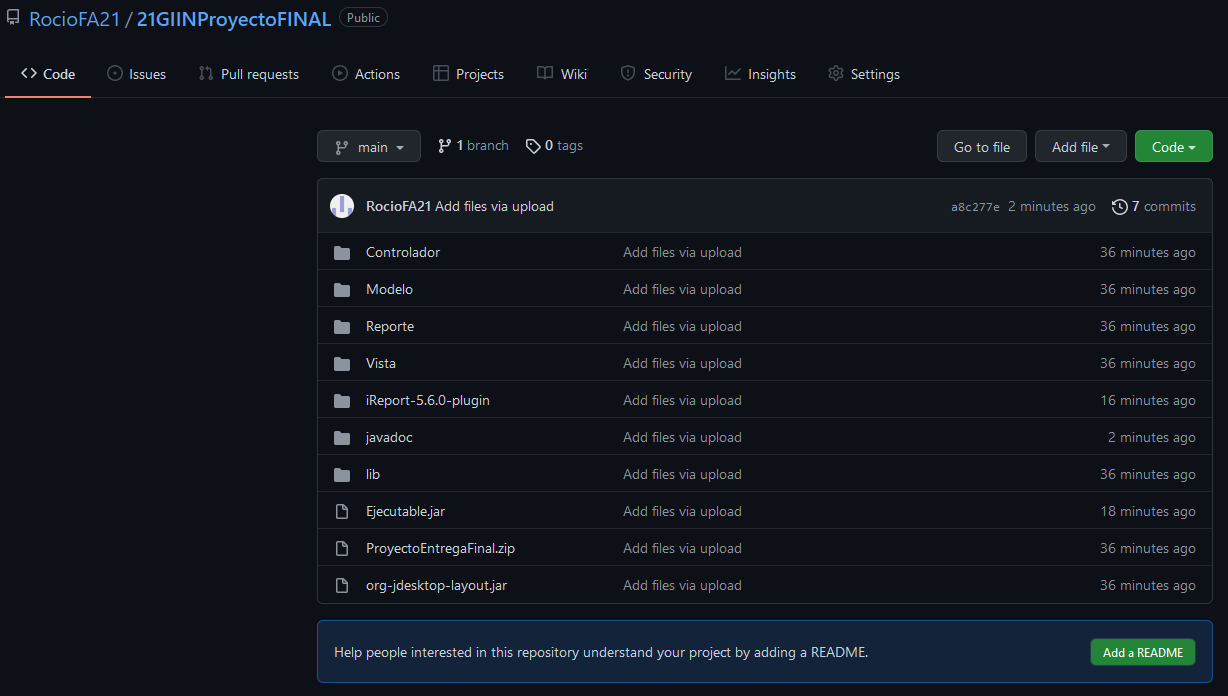 RocioFA21 / 21GIINProyectoFINAL Public
Code Issues Pull requests Actions Projects Wiki Security Insights Settings
main 1 branch 0 tags Go to file Add file Code
RocioFA21 Add files via upload a8c277e 2 minutes ago 7 commits
Controlador Add files via upload 36 minutes ago
Modelo Add files via upload 36 minutes ago
Reporte Add files via upload 36 minutes ago
Vista Add files via upload 36 minutes ago
iReport-5.6.0-plugin Add files via upload 16 minutes ago
javadoc Add files via upload 2 minutes ago
lib Add files via upload 36 minutes ago
Ejecutable.jar Add files via upload 18 minutes ago
ProyectoEntregaFinal.zip Add files via upload 36 minutes ago
org-jdesktop-layout.jar Add files via upload 36 minutes ago
Help people interested in this repository understand your project by adding a README. Add a README